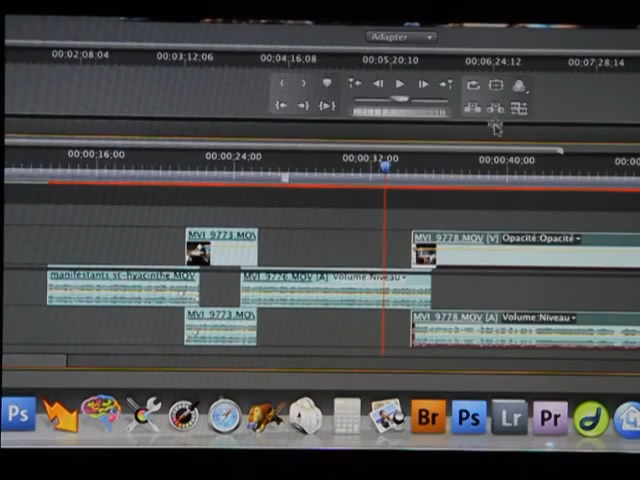 Adapter
00;02;08;04 00;03;12;06 00;04;16;08 00;05;20;10 00;06;24;12 00;07;28;14
00;00;16;00 00;00;24;00 00;00;32;00 00;00;40;00
MVI_9773.MOV MVI_9778.MOV [V] Opacité:Opacité
manifestants st-hyacinthe.MOV MVI_9776.MOV [A] Volume:Niveau
MVI_9773.MOV MVI_9778.MOV [A] Volume:Niveau
Ps Br Ps Lr Pr